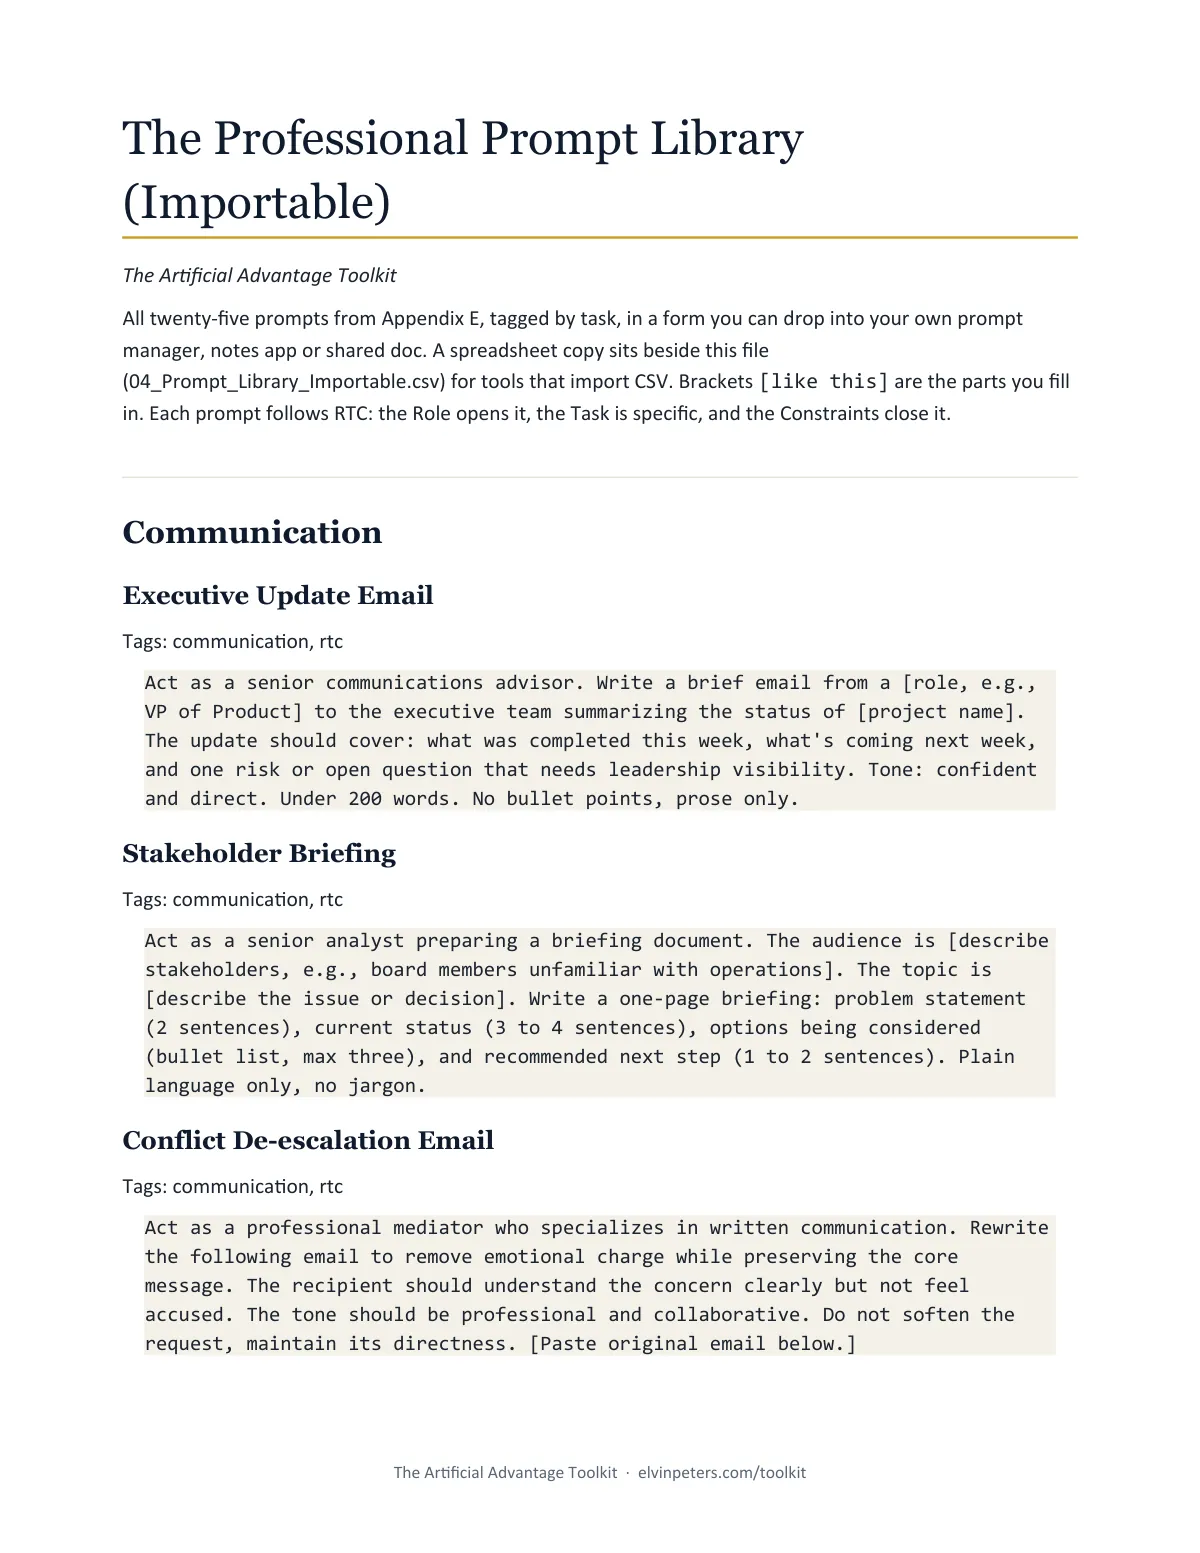 The Professional Prompt Library
(Importable)
The Artificial Advantage Toolkit
All twenty-five prompts from Appendix E, tagged by task, in a form you can drop into your own prompt
manager, notes app or shared doc. A spreadsheet copy sits beside this file
(04_Prompt_Library_Importable.csv) for tools that import CSV. Brackets [like this] are the parts you fill
in. Each prompt follows RTC: the Role opens it, the Task is specific, and the Constraints close it.
Communication
Executive Update Email
Tags: communication, rtc
Act as a senior communications advisor. Write a brief email from a [role, e.g.,
VP of Product] to the executive team summarizing the status of [project name].
The update should cover: what was completed this week, what's coming next week,
and one risk or open question that needs leadership visibility. Tone: confident
and direct. Under 200 words. No bullet points, prose only.
Stakeholder Briefing
Tags: communication, rtc
Act as a senior analyst preparing a briefing document. The audience is [describe
stakeholders, e.g., board members unfamiliar with operations]. The topic is
[describe the issue or decision]. Write a one-page briefing: problem statement
(2 sentences), current status (3 to 4 sentences), options being considered
(bullet list, max three), and recommended next step (1 to 2 sentences). Plain
language only, no jargon.
Conflict De-escalation Email
Tags: communication, rtc
Act as a professional mediator who specializes in written communication. Rewrite
the following email to remove emotional charge while preserving the core
message. The recipient should understand the concern clearly but not feel
accused. The tone should be professional and collaborative. Do not soften the
request, maintain its directness. [Paste original email below.]
The Artificial Advantage Toolkit · elvinpeters.com/toolkit